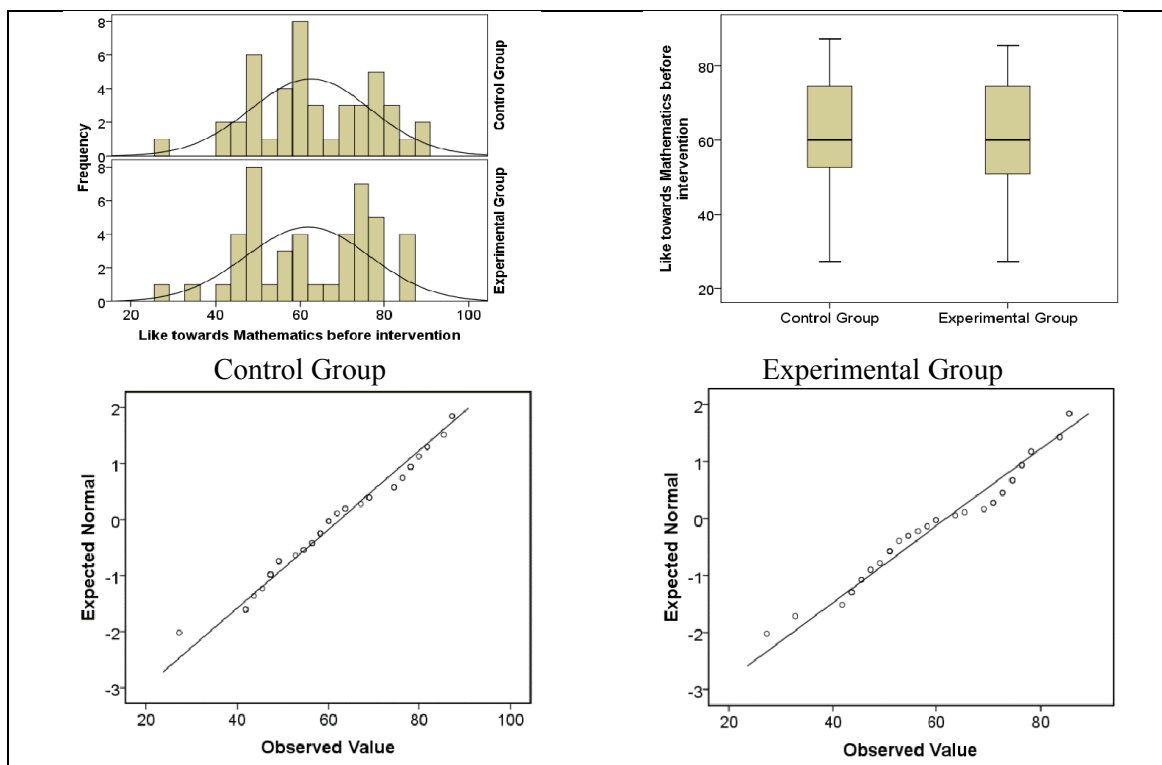 8
6
4
2
0
Control Group
Frequency
8
6
4
2
0
Experimental Group
20 40 60 80 100
Like towards Mathematics before intervention
Like towards Mathematics before
intervention
80
60
40
20
Control Group Experimental Group
Control Group
2
1
0
-1
-2
-3
Expected Normal
20 40 60 80 100
Observed Value
Experimental Group
2
1
0
-1
-2
-3
Expected Normal
20 40 60 80
Observed Value